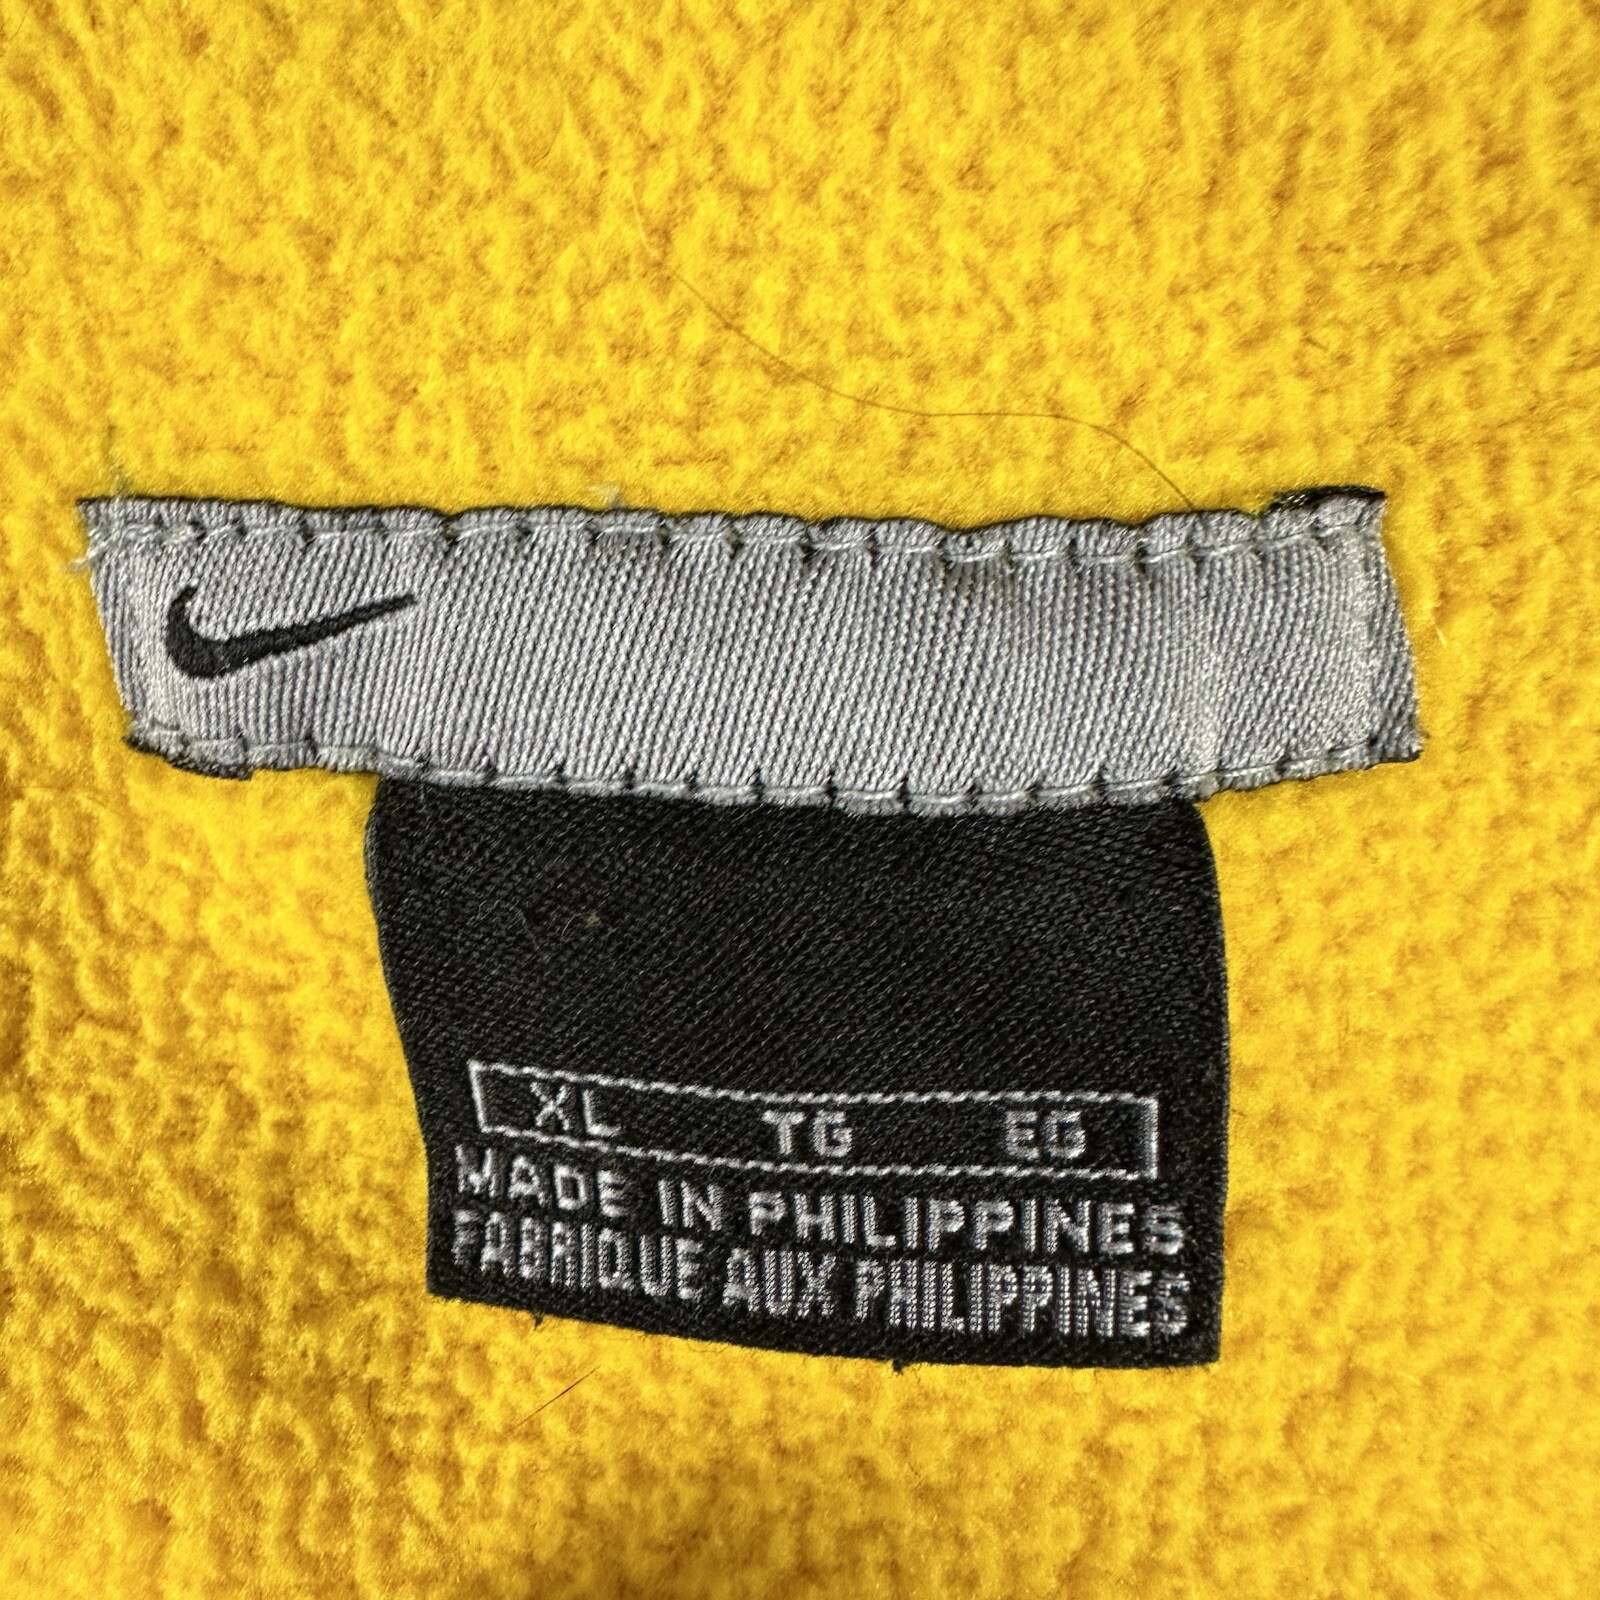 XL TG EG
MADE IN PHILIPPINES
FABRIQUE AUX PHILIPPINES